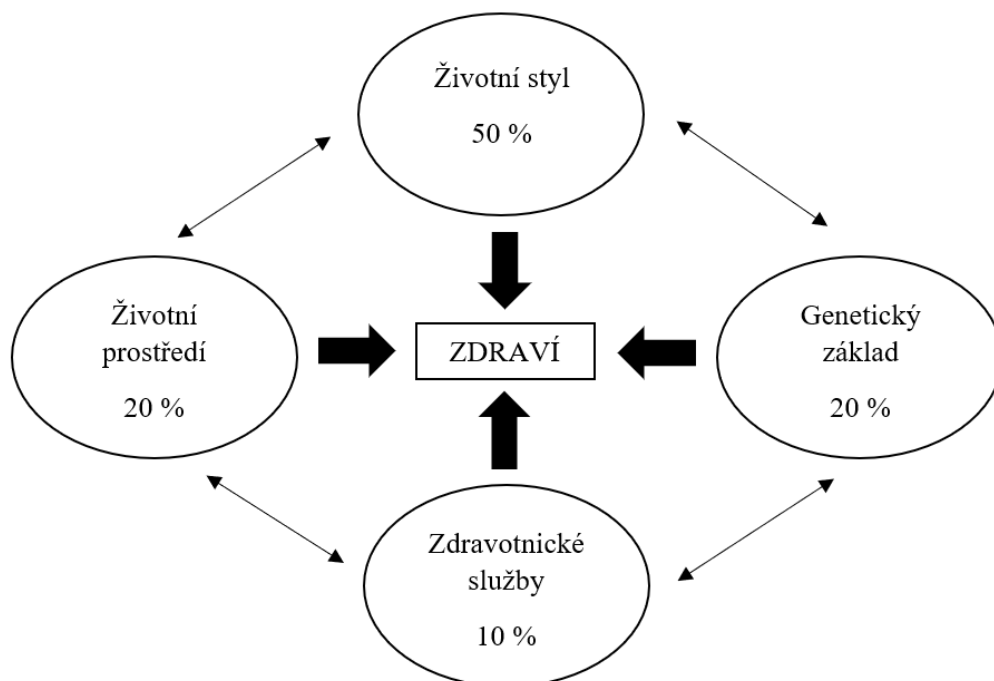 Životní styl
50 %
Životní
prostředí
20 %
ZDRAVÍ
Genetický
základ
20 %
Zdravotnické
služby
10 %